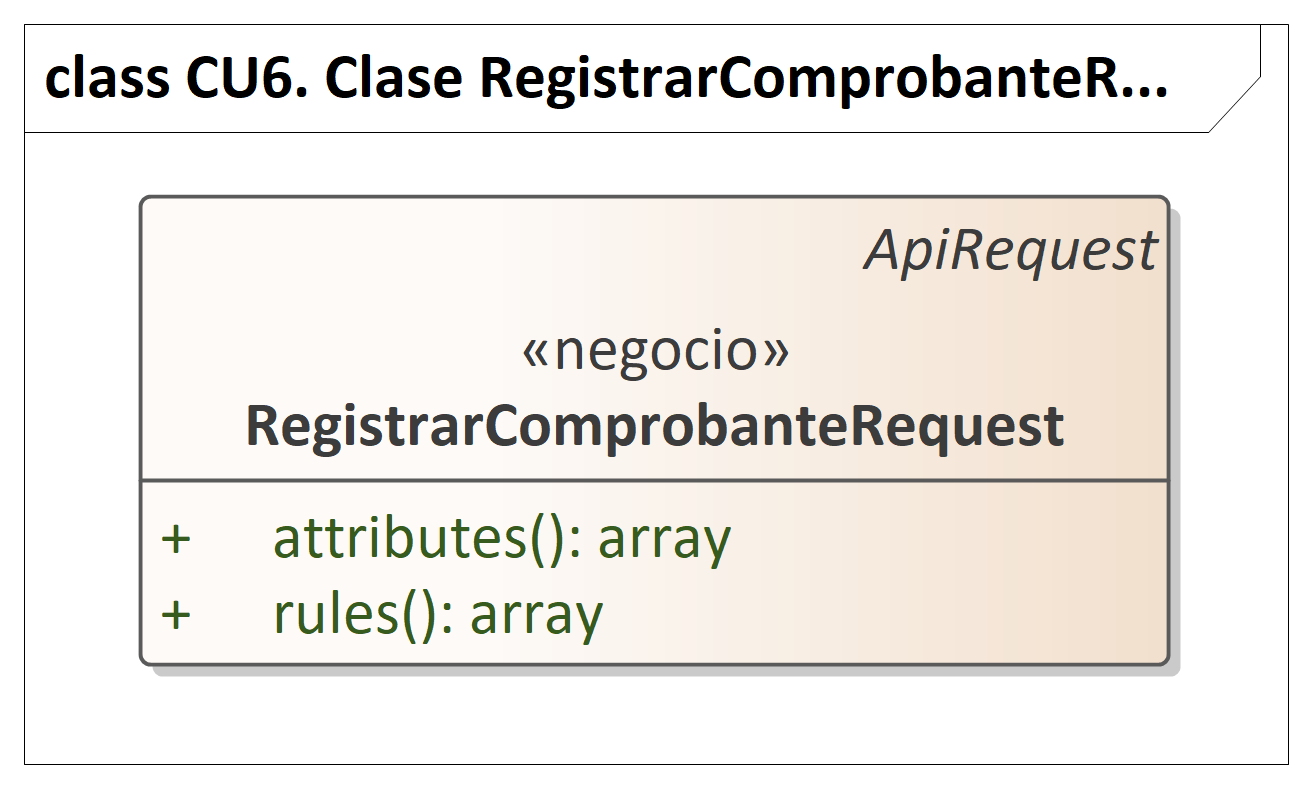 class CU6. Clase RegistrarComprobanteR...
ApiRequest
«negocio»
RegistrarComprobanteRequest
+ attributes(): array
+ rules(): array